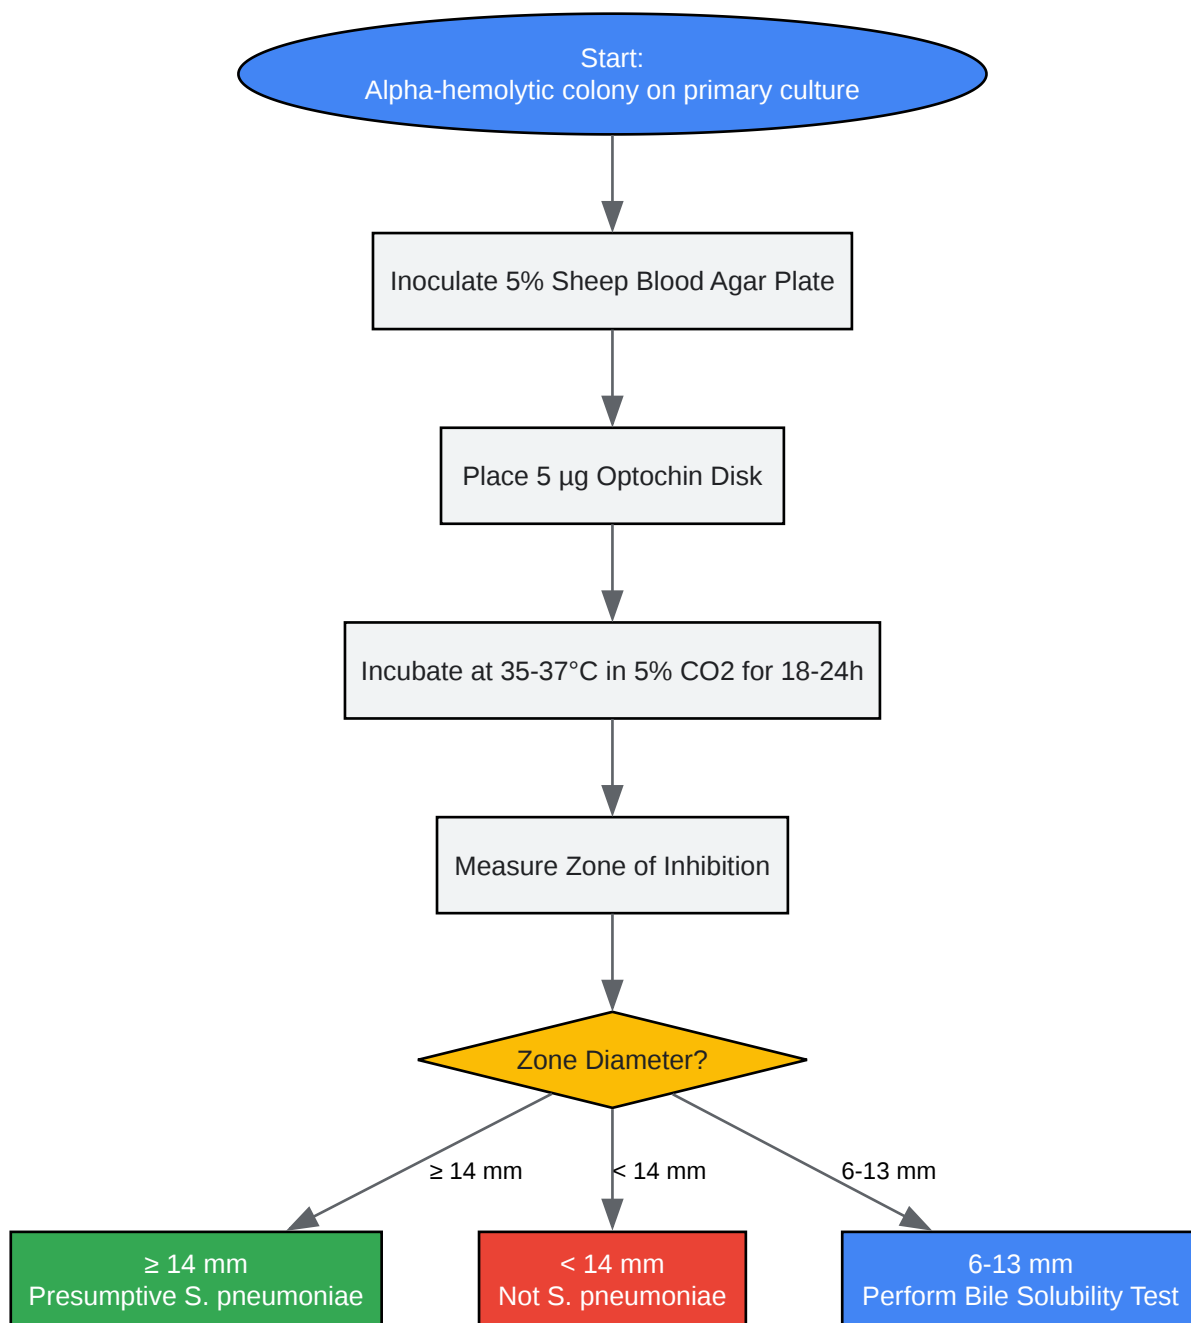 Start:
Alpha-hemolytic colony on primary culture
Inoculate 5% Sheep Blood Agar Plate
Place 5 µg Optochin Disk
Incubate at 35-37°C in 5% CO2 for 18-24h
Measure Zone of Inhibition
Zone Diameter?
≥ 14 mm
< 14 mm
6-13 mm
≥ 14 mm
Presumptive S. pneumoniae
< 14 mm
Not S. pneumoniae
6-13 mm
Perform Bile Solubility Test